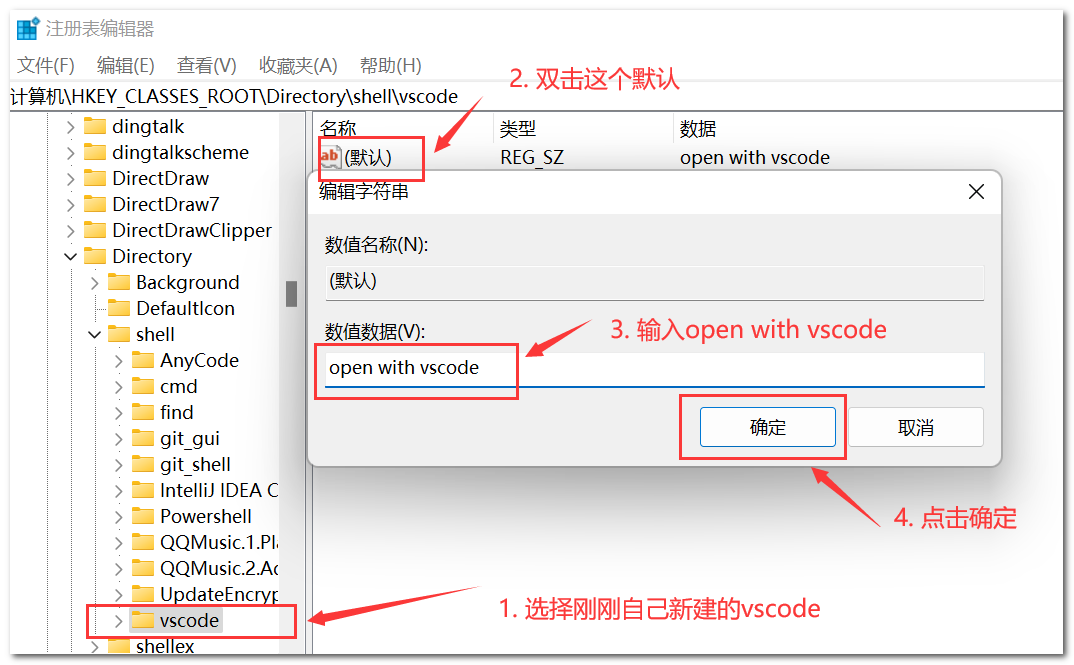 注册表编辑器
文件(F) 编辑(E) 查看(V) 收藏夹(A) 帮助(H)
2. 双击这个默认
计算机\HKEY_CLASSES_ROOT\Directory\shell\vscode
dingtalk
dingtalkscheme
DirectDraw
DirectDraw7
DirectDrawClipper
Directory
Background
DefaultIcon
shell
AnyCode
cmd
find
git_gui
git_shell
IntelliJ IDEA C
Powershell
QQMusic.1.Pla
QQMusic.2.Ad
UpdateEncryp
vscode
shellex
名称 类型 数据
ab (默认) REG_SZ open with vscode
编辑字符串
数值名称(N):
(默认)
数值数据(V):
3. 输入open with vscode
open with vscode
确定 取消
4. 点击确定
1. 选择刚刚自己新建的vscode